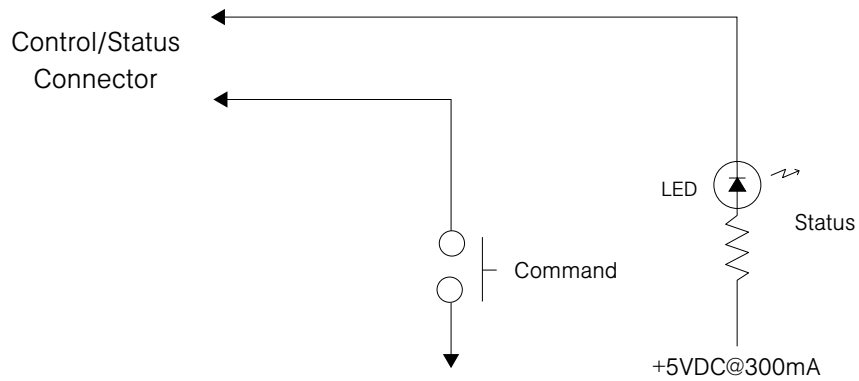 Control/Status
Connector
LED
Status
Command
+5VDC@300mA